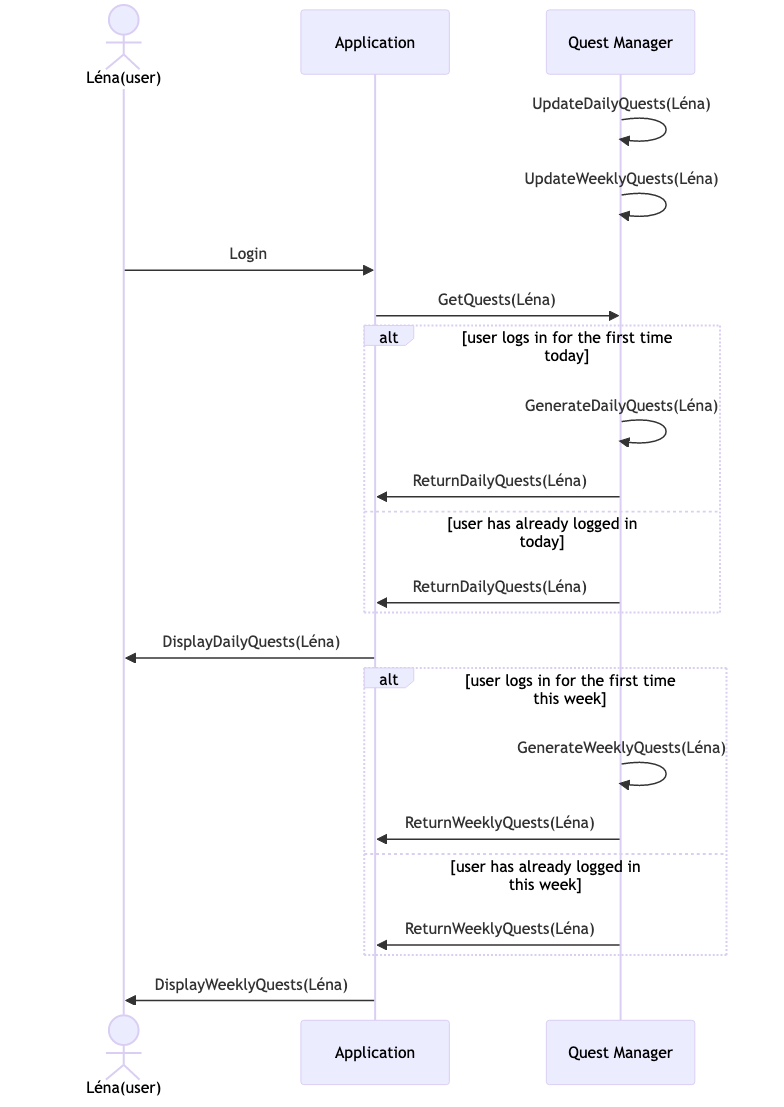 Application
Quest Manager
Léna(user)
UpdateDailyQuests(Léna)
UpdateWeeklyQuests(Léna)
Login
GetQuests(Léna)
alt
[user logs in for the first time
today]
GenerateDailyQuests(Léna)
ReturnDailyQuests(Léna)
[user has already logged in
today]
ReturnDailyQuests(Léna)
DisplayDailyQuests(Léna)
alt
[user logs in for the first time
this week]
GenerateWeeklyQuests(Léna)
ReturnWeeklyQuests(Léna)
[user has already logged in
this week]
ReturnWeeklyQuests(Léna)
DisplayWeeklyQuests(Léna)
Application
Quest Manager
Léna(user)